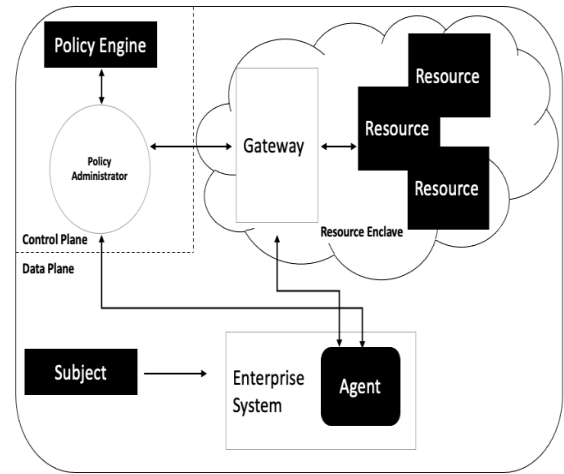 Policy Engine
Policy
Administrator
Control Plane
Data Plane
Gateway
Resource
Resource
Resource
Resource Enclave
Subject
Enterprise
System
Agent